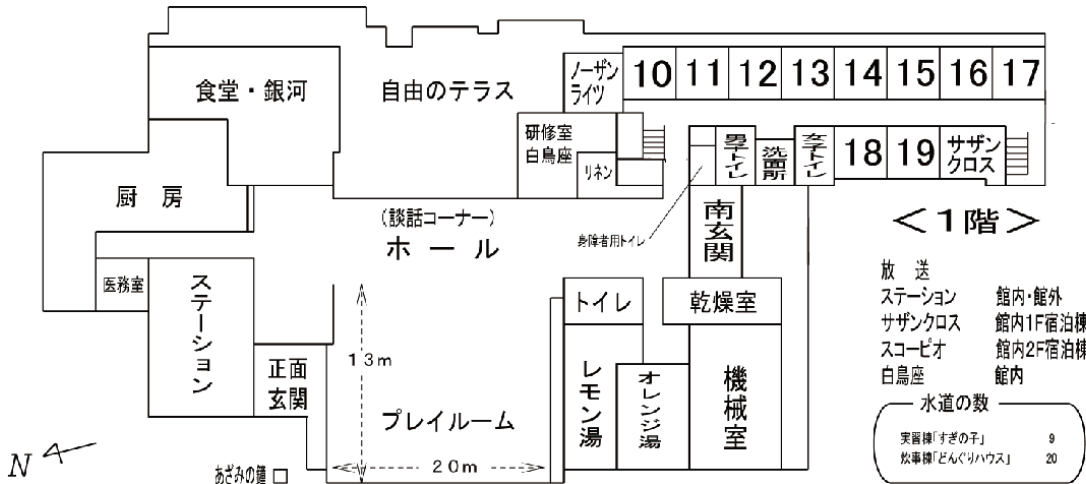 食堂・銀河
自由のテラス
ノーザン
ライツ
10 11 12 13 14 15 16 17
研修室
白鳥座
リネン
男子トイレ
洗面所
女子トイレ
18 19
サザン
クロス
厨 房
(談話コーナー)
ホ ー ル
身障者用トイレ
南玄関
<1階>
医務室
ステーション
トイレ
乾燥室
13m
正面
玄関
プレイルーム
レモン湯
オレンジ湯
機械室
20m
あざみの鐘
N
放 送
ステーション 館内・館外
サザンクロス 館内1F宿泊棟
スコーピオ 館内2F宿泊棟
白鳥座 館内
水道の数
実習棟「すぎの子」 9
炊事棟「どんぐりハウス」 20